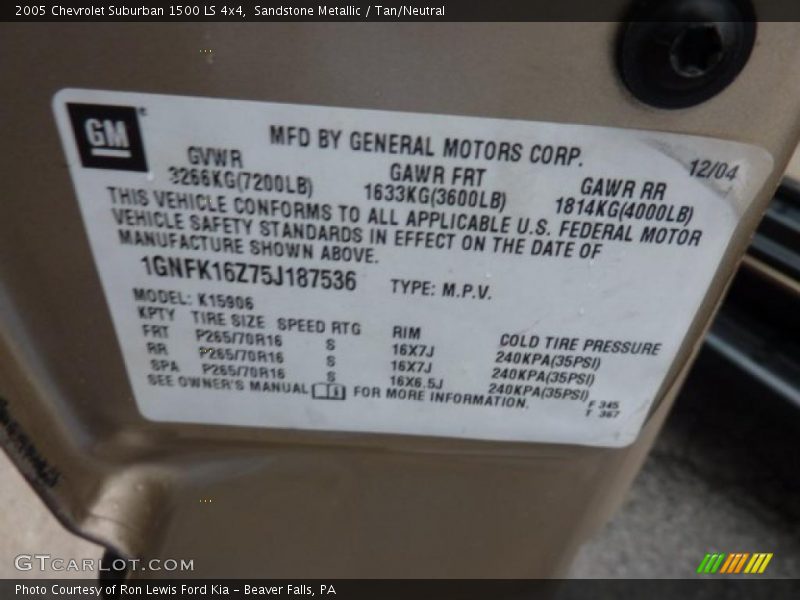 2005 Chevrolet Suburban 1500 LS 4x4, Sandstone Metallic / Tan/Neutral
GM
MFD BY GENERAL MOTORS CORP.
12/04
GVWR GAWR FRT GAWR RR
3266KG(7200LB) 1633KG(3600LB) 1814KG(4000LB)
THIS VEHICLE CONFORMS TO ALL APPLICABLE U.S. FEDERAL MOTOR
VEHICLE SAFETY STANDARDS IN EFFECT ON THE DATE OF
MANUFACTURE SHOWN ABOVE.
1GNFK16Z75J187536 TYPE: M.P.V.
MODEL: K15906
KPTY TIRE SIZE SPEED RTG RIM COLD TIRE PRESSURE
FRT P265/70R16 S 16X7J 240KPA(35PSI)
RR P265/70R16 S 16X7J 240KPA(35PSI)
SPA P265/70R16 S 16X6.5J 240KPA(35PSI)
SEE OWNER'S MANUAL FOR MORE INFORMATION.
F 345
T 367
GTCARLOT.COM
Photo Courtesy of Ron Lewis Ford Kia - Beaver Falls, PA